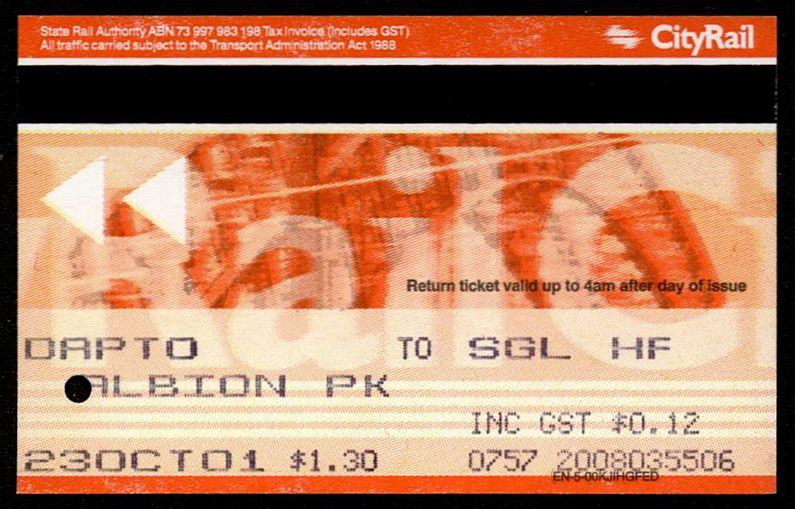 State Rail Authority ABN 73 997 983 198 Tax Invoice (Includes GST)
All traffic carried subject to the Transport Administration Act 1988
CityRail
Return ticket valid up to 4am after day of issue
DAPTO TO SGL HF
ALBION PK
INC GST $0.12
23OCT01 $1.30 0757 2008035506
EN-5-00KJIHGFED